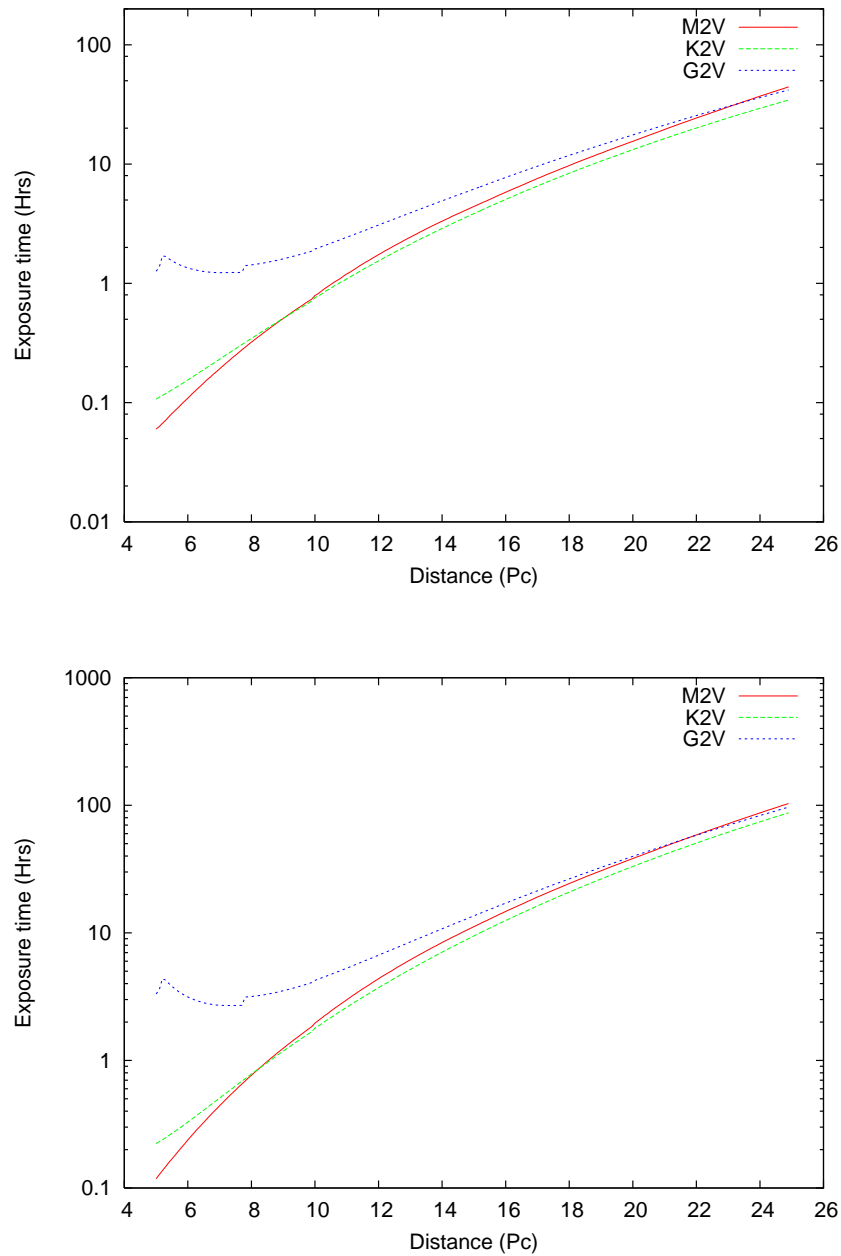 100
10
1
0.1
0.01
Exposure time (Hrs)
M2V
K2V
G2V
4 6 8 10 12 14 16 18 20 22 24 26
Distance (Pc)
1000
100
10
1
0.1
Exposure time (Hrs)
M2V
K2V
G2V
4 6 8 10 12 14 16 18 20 22 24 26
Distance (Pc)